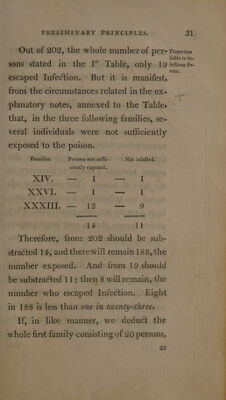 PRELIMINARY PRINCIPLES. 31
Out of 202, the whole number of per-
sons stated in the 1º Table, only 19
escaped Infection. But it is manifest,
from the circumstances related in the ex-
planatory notes, annexed to the Table,
that, in the three following families, se-
veral individuals were not sufficiently
exposed to the poison.
Proportion
liable to in-
fectious Fe-
vers.
Families. Persons not suffi-
ciently exposed. Not infected.
XIV. — 1 — 1
XXVI. — 1 — 1
XXXIII. — 12 — 9
14 11
Therefore, from 202 should be sub-
stracted 14, and there will remain 188, the
number exposed. And from 19 should
be substracted 11; then 8 will remain, the
number who escaped Infection. Eight
in 188 is less than one in twenty-three.
If, in like manner, we deduct the
whole first family consisting of 20 persons,